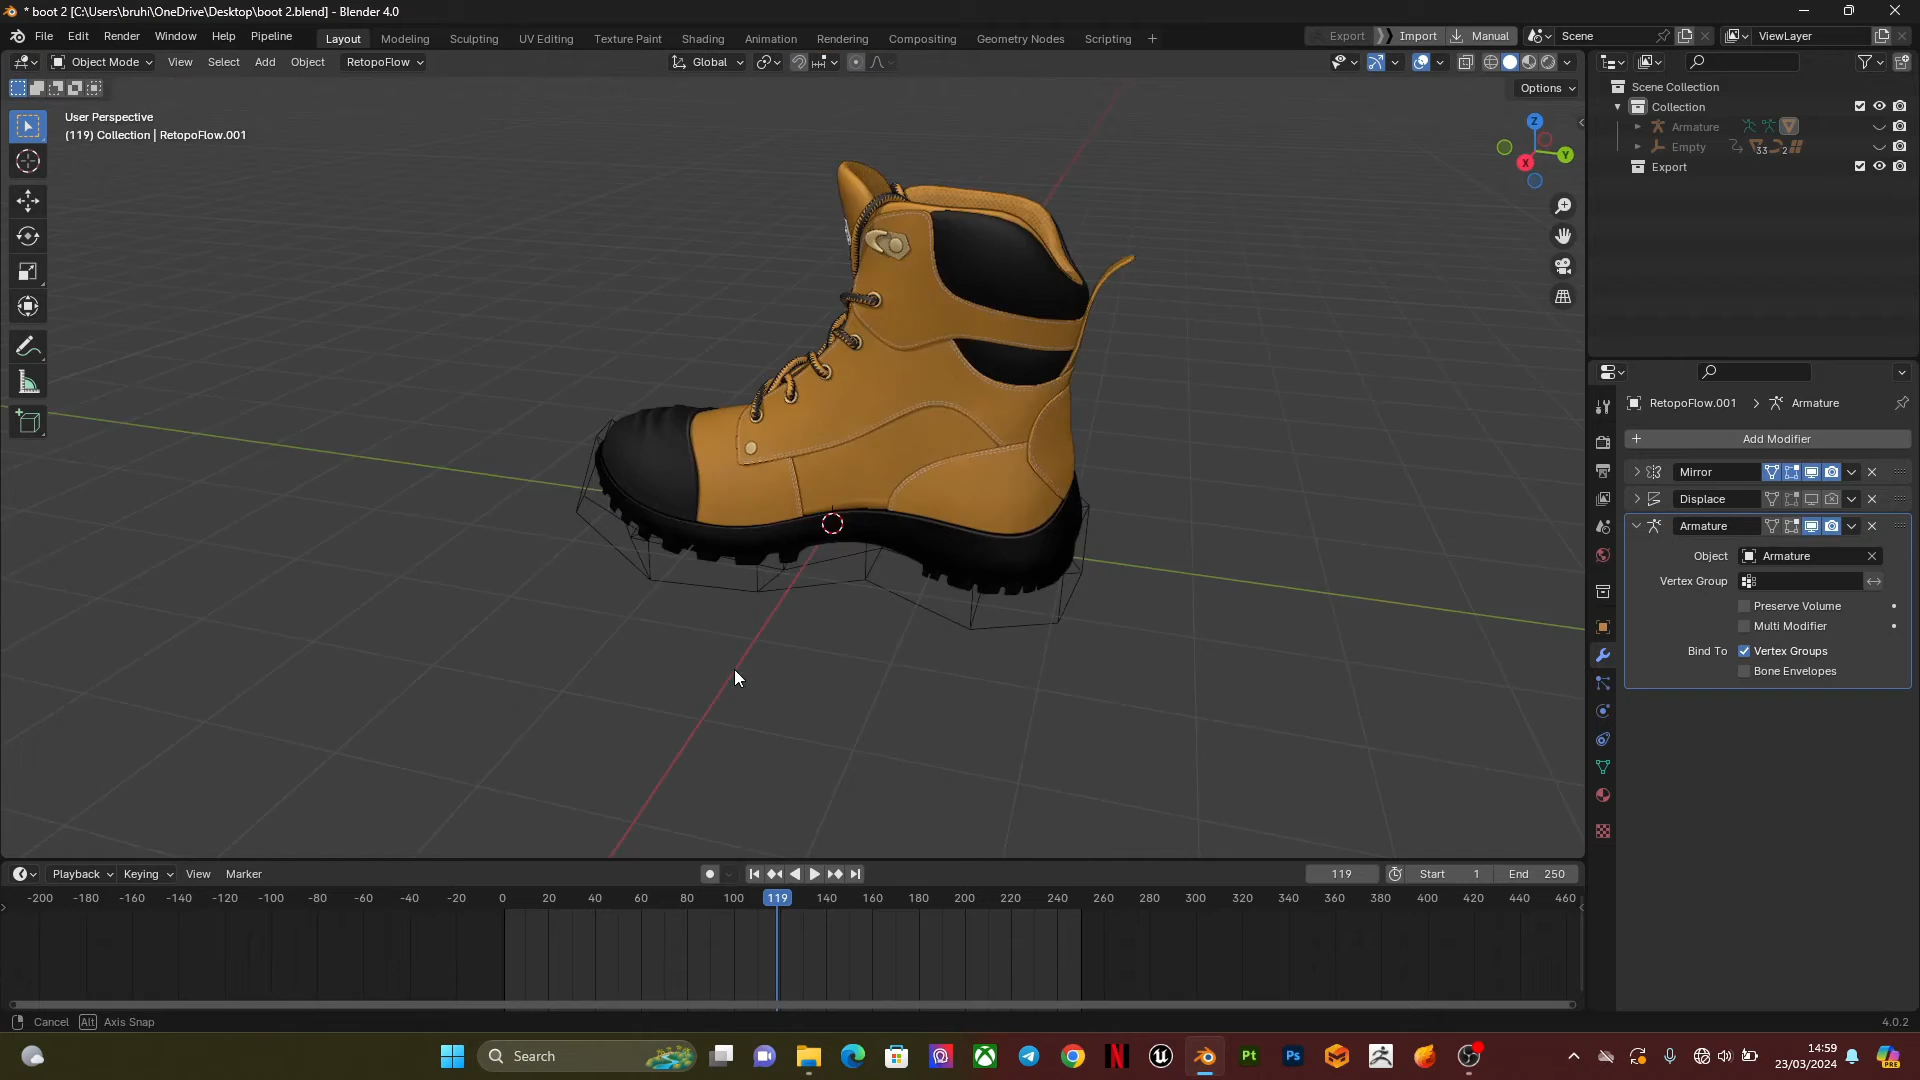 * boot 2 [C:\Users\bruhi\OneDrive\Desktop\boot 2.blend] - Blender 4.0
File Edit Render Window Help Pipeline
Layout Modeling Sculpting UV Editing Texture Paint Shading Animation Rendering Compositing Geometry Nodes Scripting
Export Import Manual Scene ViewLayer
Object Mode View Select Add Object RetopoFlow Global
Options
User Perspective
(119) Collection | RetopoFlow.001
Z
Y
X
Scene Collection
Collection
Armature
Empty 33 2
Export
RetopoFlow.001 Armature
Add Modifier
Mirror
Displace
Armature
Object Armature
Vertex Group
Preserve Volume
Multi Modifier
Bind To Vertex Groups
Bone Envelopes
Playback Keying View Marker 119 Start 1 End 250
-200 -180 -160 -140 -120 -100 -80 -60 -40 -20 0 20 40 60 80 100 119 140 160 180 200 220 240 260 280 300 320 340 360 380 400 420 440 460
Cancel Alt Axis Snap 4.0.2
Search
Pt Ps
14:59
23/03/2024
PRE